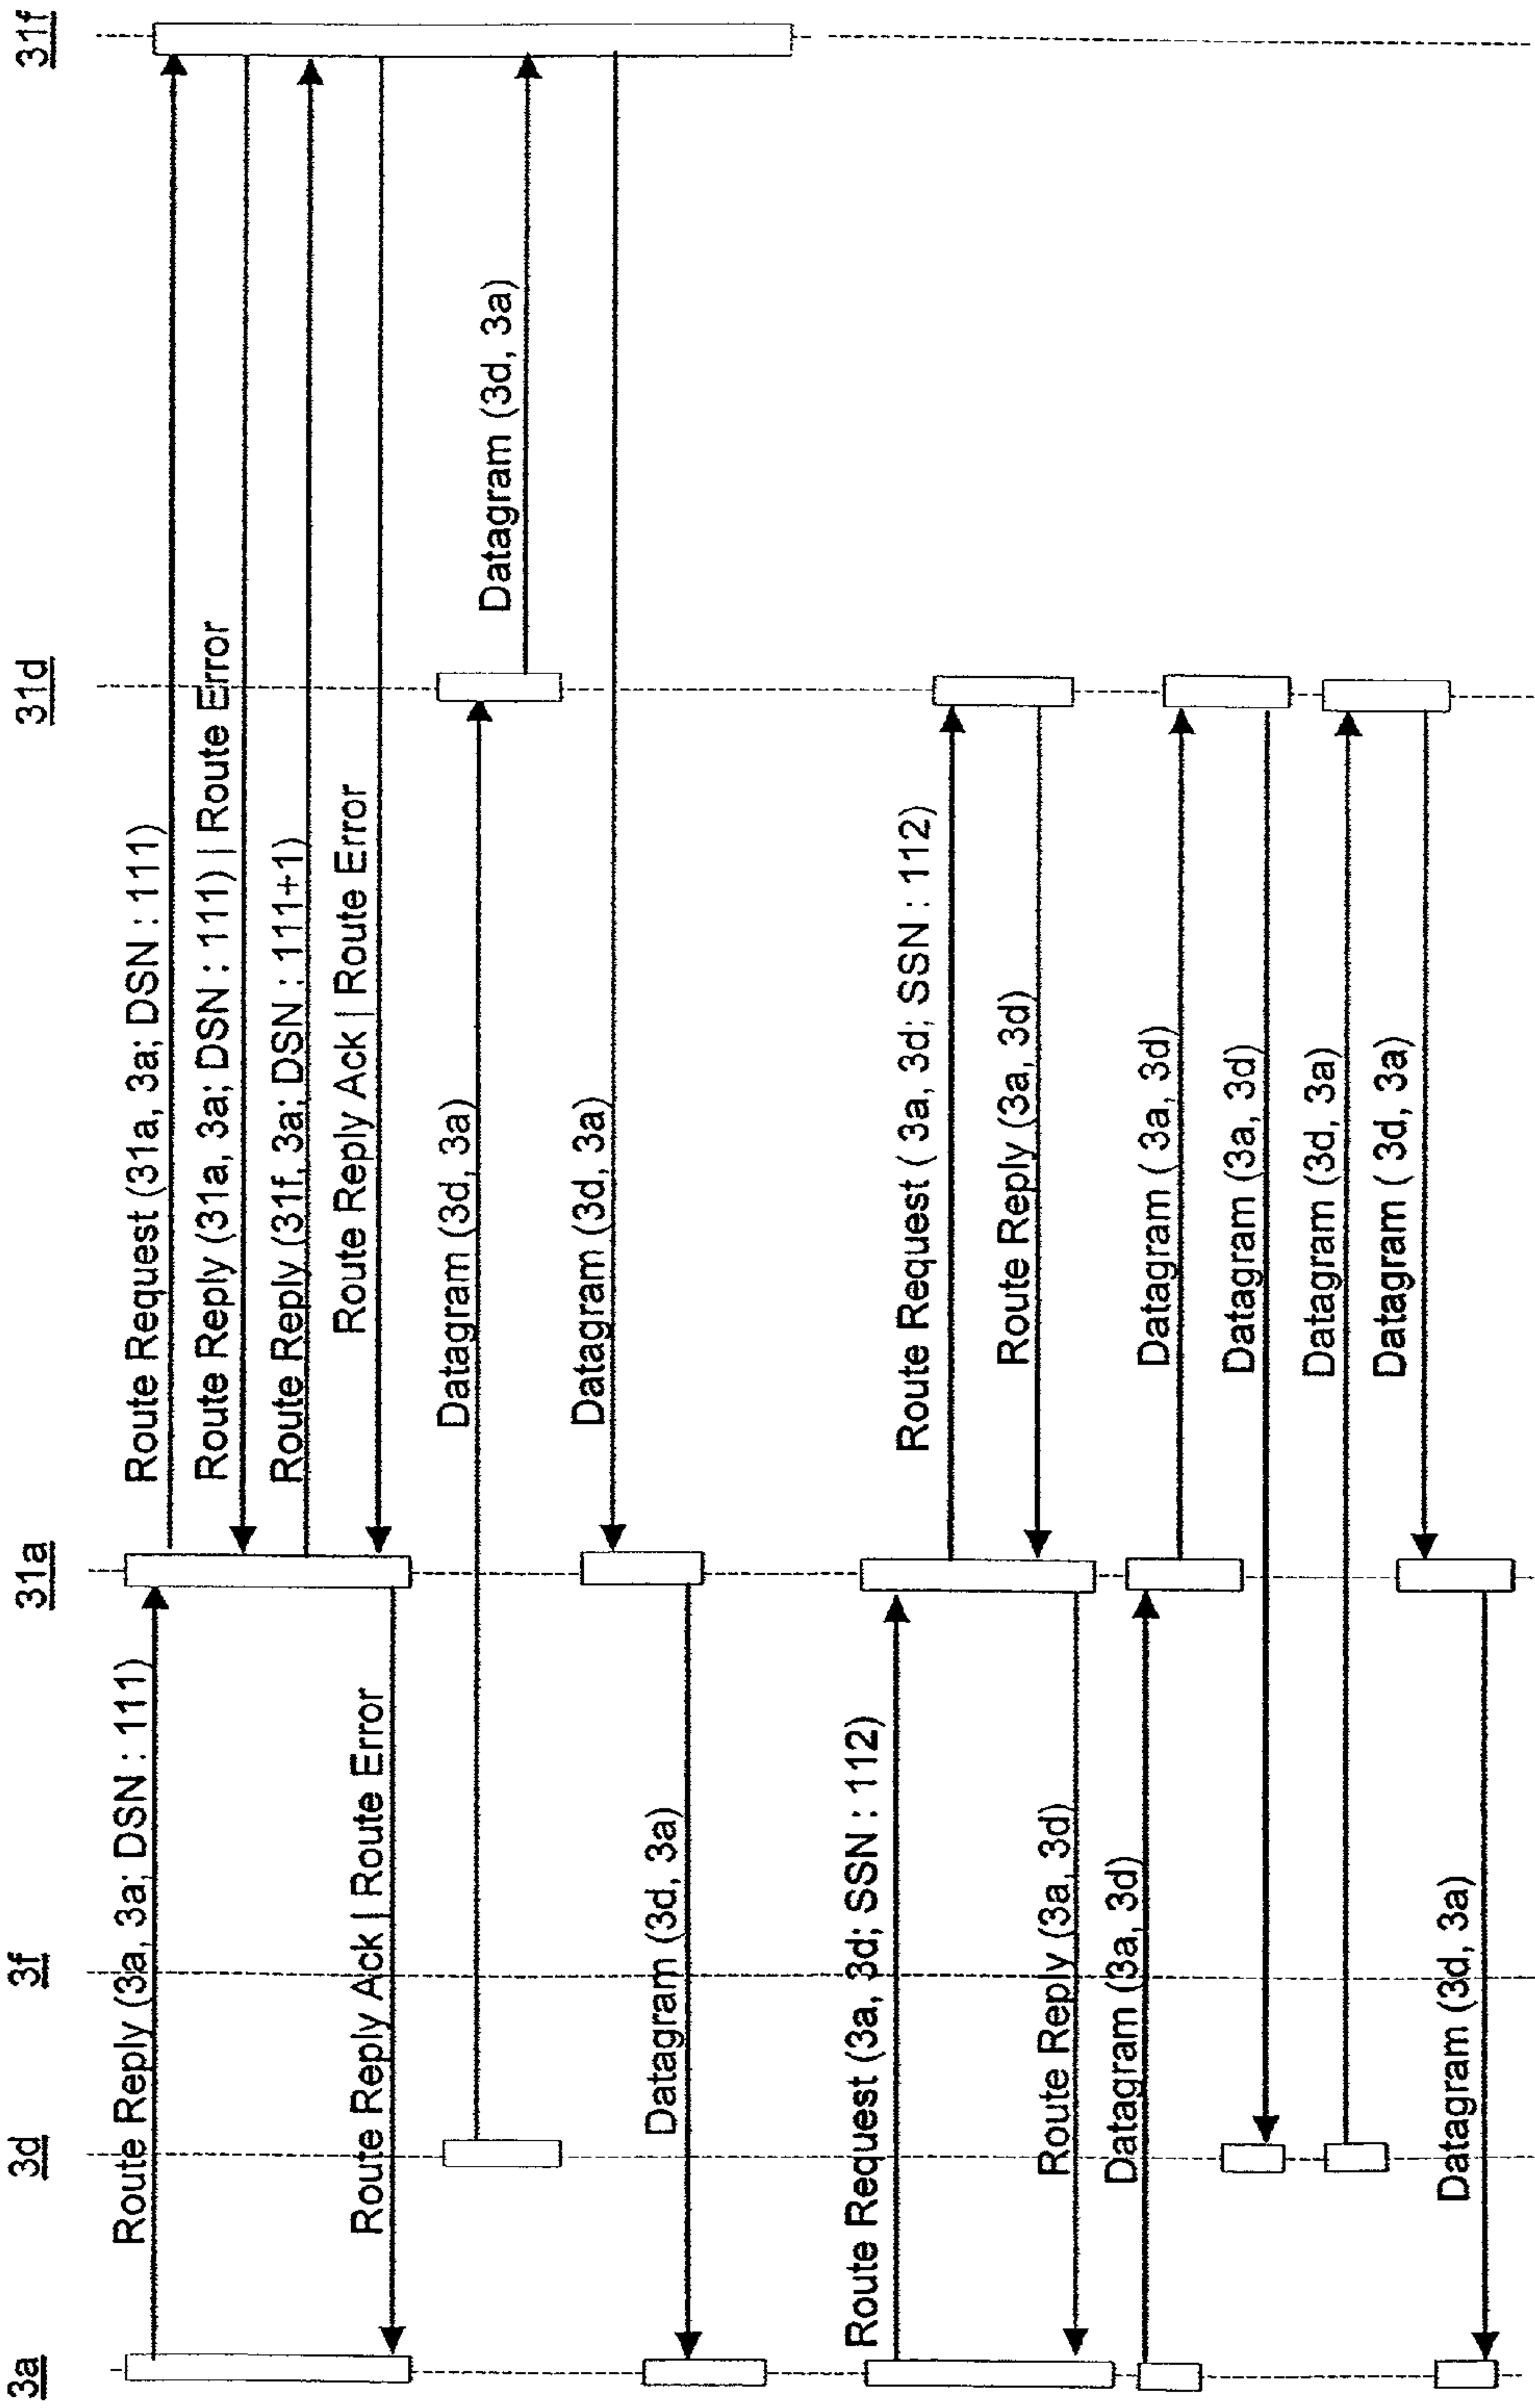 3a
3d
3f
31a
31d
31f
Route Reply (3a, 3a; DSN : 111)
Route Request (31a, 3a; DSN : 111)
Route Reply (31a, 3a; DSN : 111) | Route Error
Route Reply (31f, 3a; DSN : 111+1)
Route Reply Ack | Route Error
Route Reply Ack | Route Error
Datagram (3d, 3a)
Datagram (3d, 3a)
Datagram (3d, 3a)
Datagram (3d, 3a)
Route Request (3a, 3d; SSN : 112)
Route Request ( 3a, 3d; SSN : 112)
Route Reply (3a, 3d)
Route Reply (3a, 3d)
Datagram (3a, 3d)
Datagram ( 3a, 3d)
Datagram (3a, 3d)
Datagram (3d, 3a)
Datagram ( 3d, 3a)
Datagram (3d, 3a)